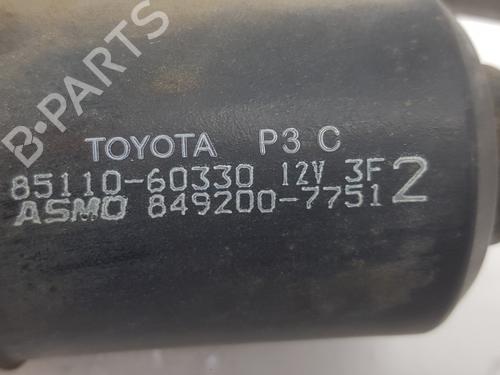 B-PARTS
TOYOTA P3 C
85110-60330 12V 3F
ASMO 849200-7751 2